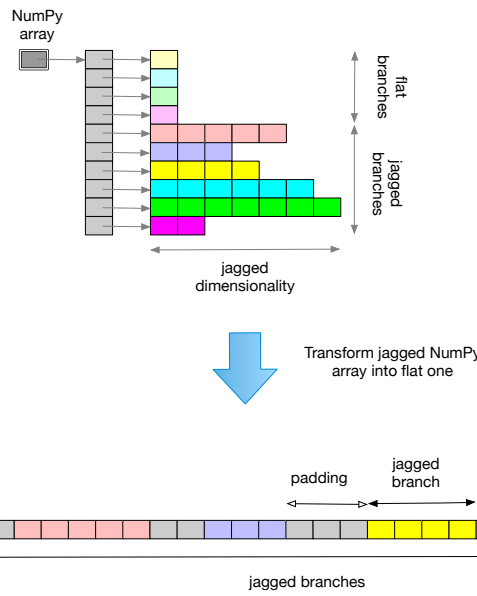 NumPy
array
flat
branches
jagged
branches
jagged
dimensionality
Transform jagged NumPy
array into flat one
padding
jagged
branch
jagged branches